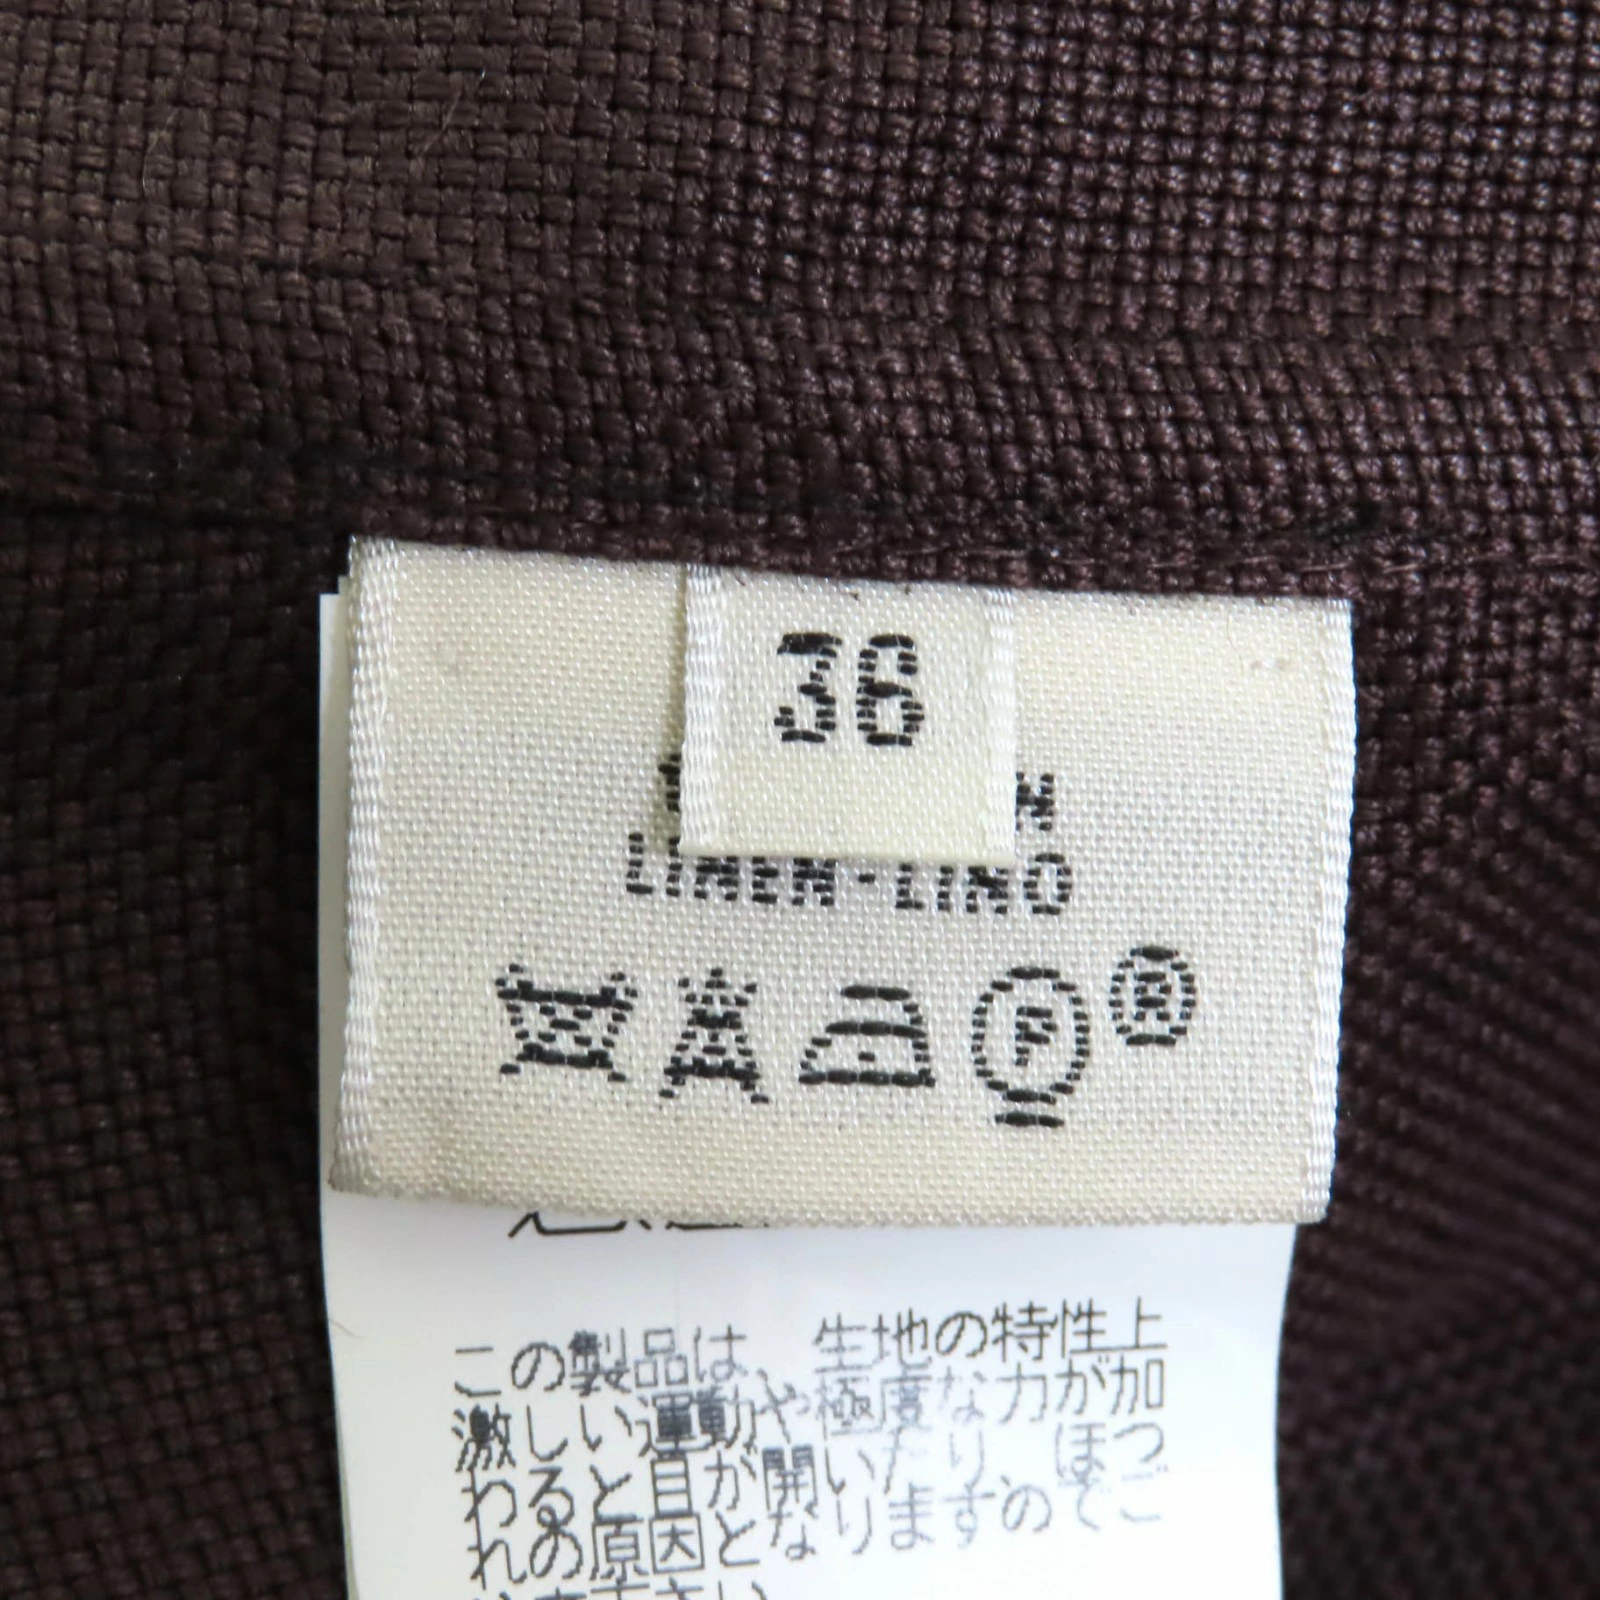 36
LINEN-LINO
P
R
この製品は、生地の特性上
激しい運動や極度な力が加
わると目が開いたり、ほつ
れの原因となりますのでご